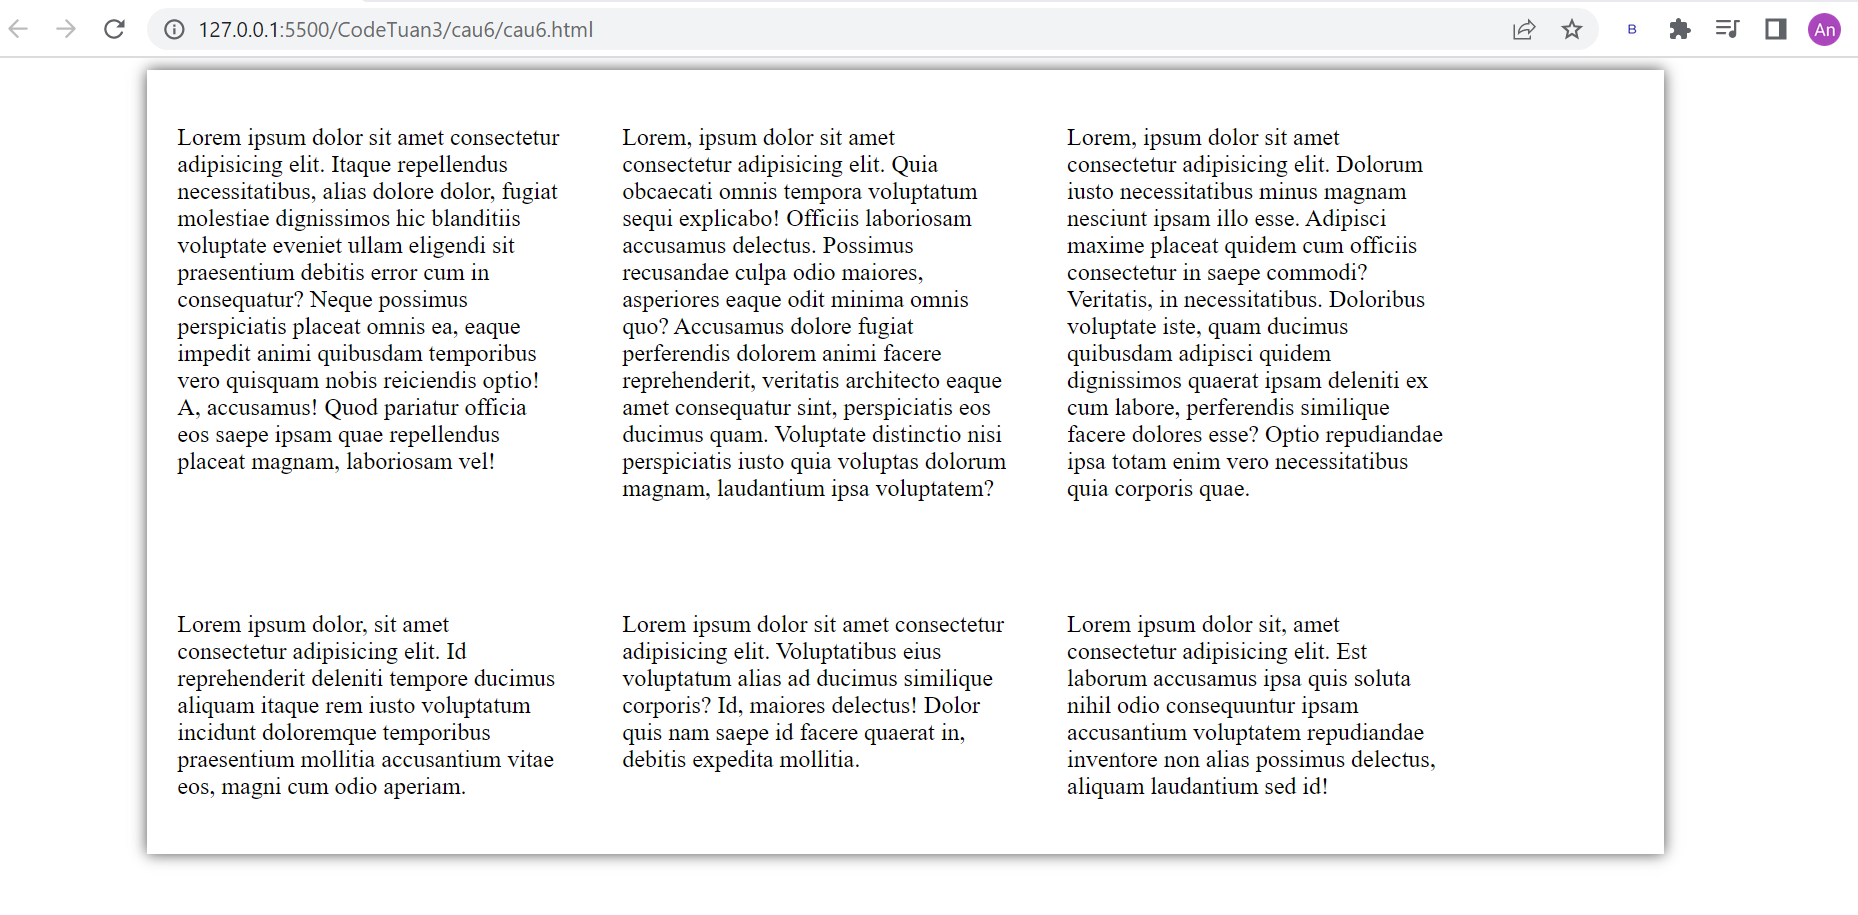 127.0.0.1:5500/CodeTuan3/cau6/cau6.html
B
An
Lorem ipsum dolor sit amet consectetur
adipisicing elit. Itaque repellendus
necessitatibus, alias dolore dolor, fugiat
molestiae dignissimos hic blanditiis
voluptate eveniet ullam eligendi sit
praesentium debitis error cum in
consequatur? Neque possimus
perspiciatis placeat omnis ea, eaque
impedit animi quibusdam temporibus
vero quisquam nobis reiciendis optio!
A, accusamus! Quod pariatur officia
eos saepe ipsam quae repellendus
placeat magnam, laboriosam vel!
Lorem, ipsum dolor sit amet
consectetur adipisicing elit. Quia
obcaecati omnis tempora voluptatum
sequi explicabo! Officiis laboriosam
accusamus delectus. Possimus
recusandae culpa odio maiores,
asperiores eaque odit minima omnis
quo? Accusamus dolore fugiat
perferendis dolorem animi facere
reprehenderit, veritatis architecto eaque
amet consequatur sint, perspiciatis eos
ducimus quam. Voluptate distinctio nisi
perspiciatis iusto quia voluptas dolorum
magnam, laudantium ipsa voluptatem?
Lorem, ipsum dolor sit amet
consectetur adipisicing elit. Dolorum
iusto necessitatibus minus magnam
nesciunt ipsam illo esse. Adipisci
maxime placeat quidem cum officiis
consectetur in saepe commodi?
Veritatis, in necessitatibus. Doloribus
voluptate iste, quam ducimus
quibusdam adipisci quidem
dignissimos quaerat ipsam deleniti ex
cum labore, perferendis similique
facere dolores esse? Optio repudiandae
ipsa totam enim vero necessitatibus
quia corporis quae.
Lorem ipsum dolor, sit amet
consectetur adipisicing elit. Id
reprehenderit deleniti tempore ducimus
aliquam itaque rem iusto voluptatum
incidunt doloremque temporibus
praesentium mollitia accusantium vitae
eos, magni cum odio aperiam.
Lorem ipsum dolor sit amet consectetur
adipisicing elit. Voluptatibus eius
voluptatum alias ad ducimus similique
corporis? Id, maiores delectus! Dolor
quis nam saepe id facere quaerat in,
debitis expedita mollitia.
Lorem ipsum dolor sit, amet
consectetur adipisicing elit. Est
laborum accusamus ipsa quis soluta
nihil odio consequuntur ipsam
accusantium voluptatem repudiandae
inventore non alias possimus delectus,
aliquam laudantium sed id!